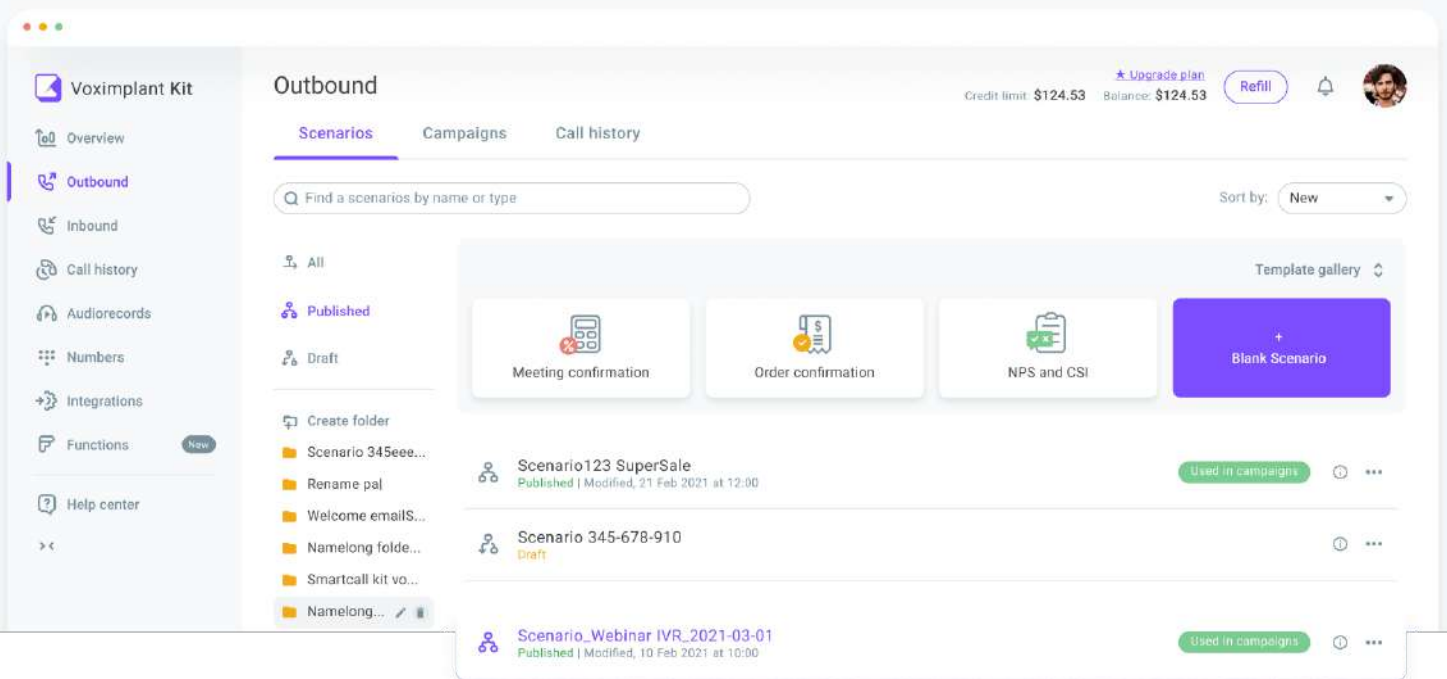 Voximplant Kit
Overview
Outbound
Inbound
Call history
Audiorecords
Numbers
Integrations
Functions New
Help center
Outbound
★ Upgrade plan
Credit limit: $124.53 Balance: $124.53
Refill
Scenarios Campaigns Call history
Find a scenarios by name or type
Sort by: New
All
Published
Draft
Create folder
Scenario 345eee...
Rename pa|
Welcome emailS...
Namelong folde...
Smartcall kit vo...
Namelong...
Template gallery
Meeting confirmation
Order confirmation
NPS and CSI
+
Blank Scenario
Scenario123 SuperSale
Published | Modified, 21 Feb 2021 at 12:00
Used in campaigns
Scenario 345-678-910
Draft
Scenario_Webinar IVR_2021-03-01
Published | Modified, 10 Feb 2021 at 10:00
Used in campaigns